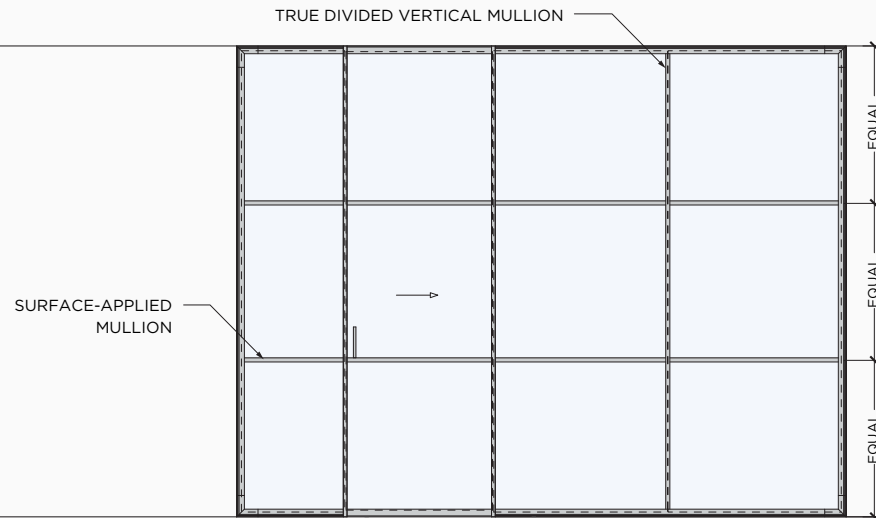 TRUE DIVIDED VERTICAL MULLION
EQUAL
EQUAL
SURFACE-APPLIED
MULLION
EQUAL